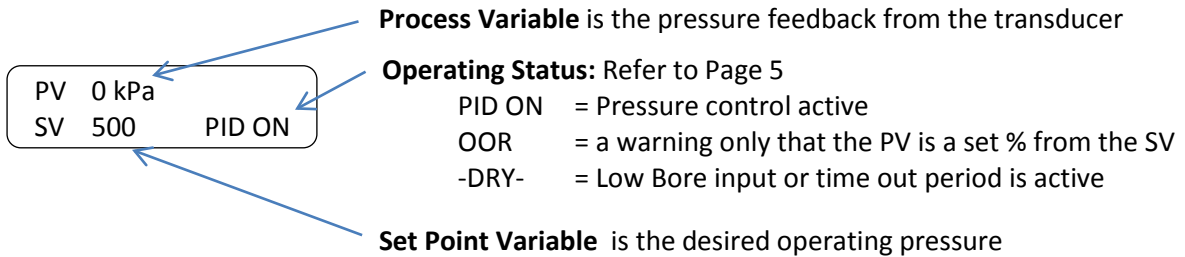 Process Variable is the pressure feedback from the transducer
Operating Status: Refer to Page 5
PV 0 kPa
SV 500 PID ON
PID ON = Pressure control active
OOR = a warning only that the PV is a set % from the SV
-DRY- = Low Bore input or time out period is active
Set Point Variable is the desired operating pressure